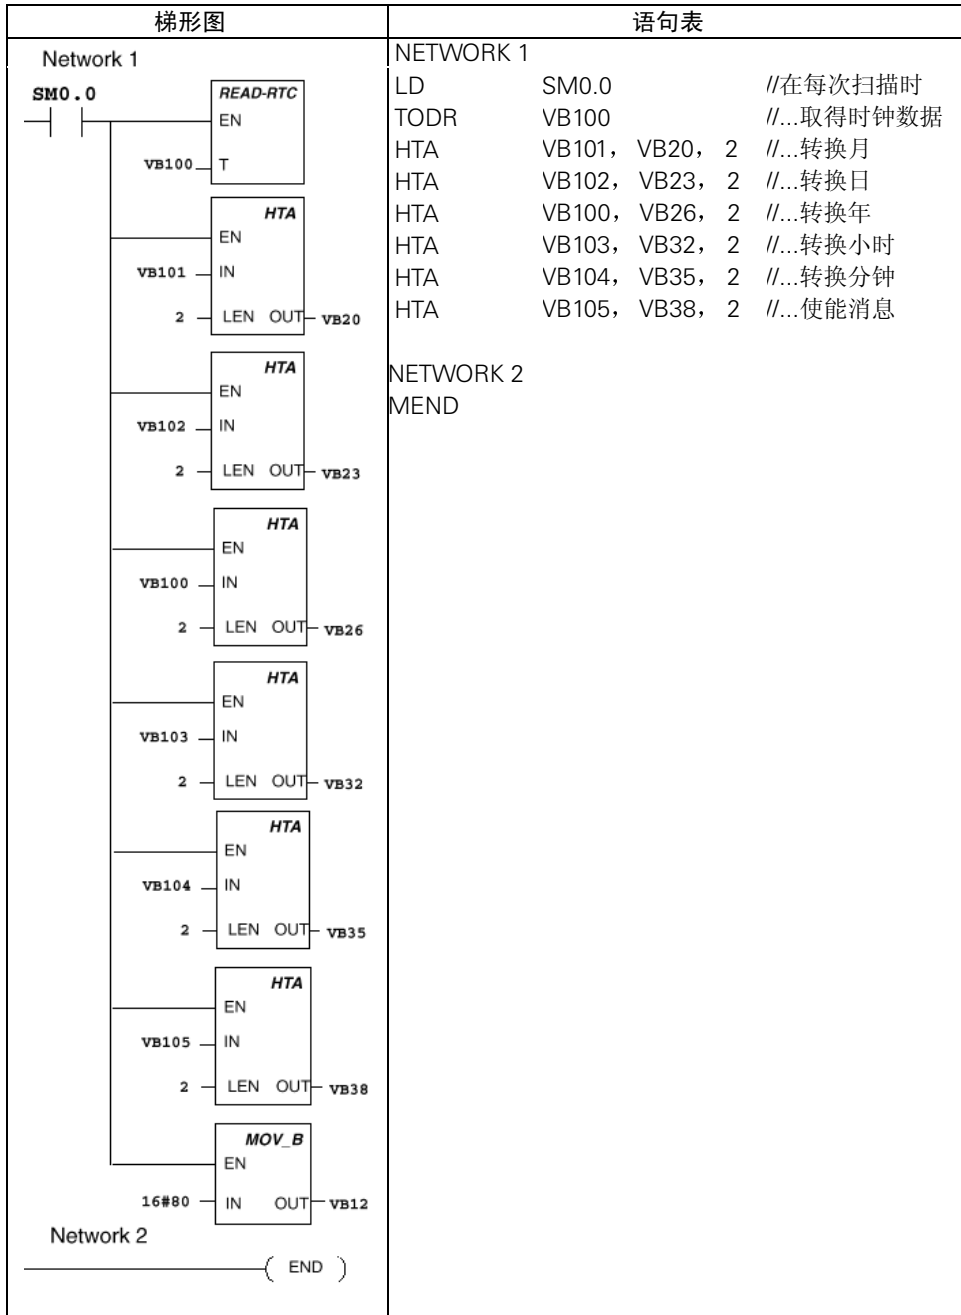 梯形图
语句表
Network 1
SM0.0
READ-RTC
EN
VB100 T
HTA
EN
VB101 IN
2 LEN OUT VB20
HTA
EN
VB102 IN
2 LEN OUT VB23
HTA
EN
VB100 IN
2 LEN OUT VB26
HTA
EN
VB103 IN
2 LEN OUT VB32
HTA
EN
VB104 IN
2 LEN OUT VB35
HTA
EN
VB105 IN
2 LEN OUT VB38
MOV_B
EN
16#80 IN OUT VB12
Network 2
( END )
NETWORK 1
LD SM0.0 //在每次扫描时
TODR VB100 //...取得时钟数据
HTA VB101, VB20, 2 //...转换月
HTA VB102, VB23, 2 //...转换日
HTA VB100, VB26, 2 //...转换年
HTA VB103, VB32, 2 //...转换小时
HTA VB104, VB35, 2 //...转换分钟
HTA VB105, VB38, 2 //...使能消息
NETWORK 2
MEND